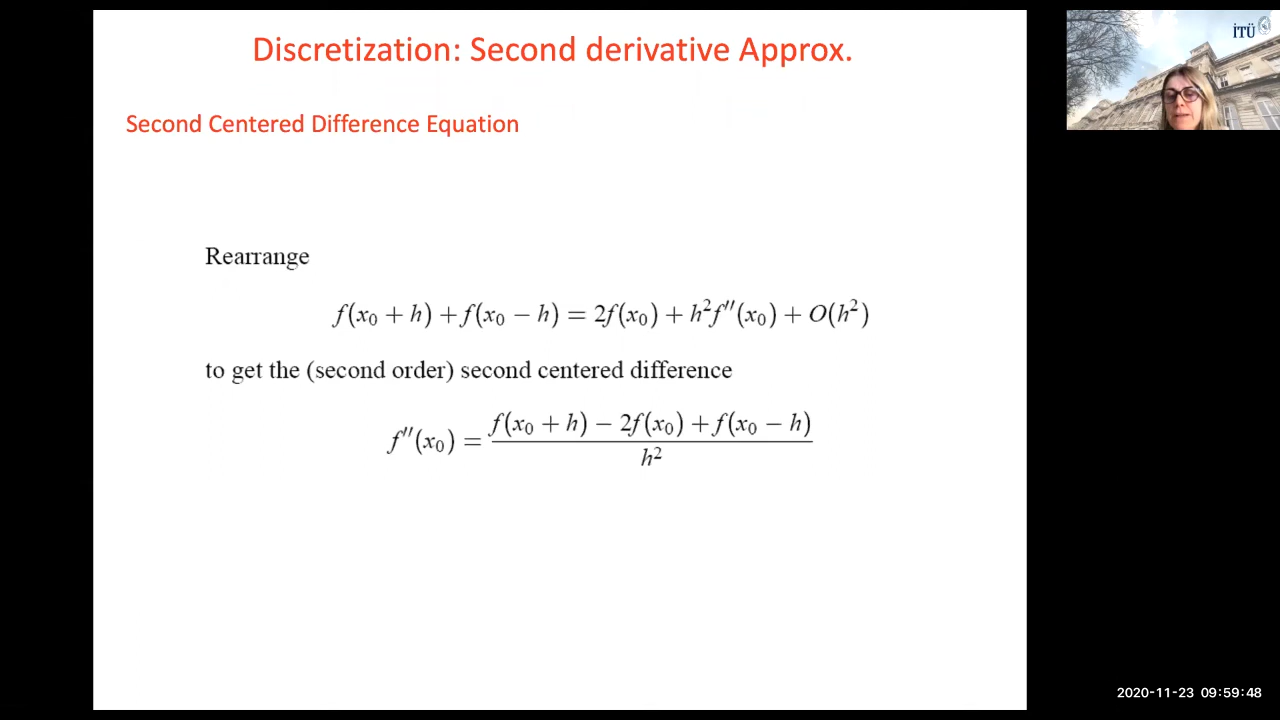 Discretization: Second derivative Approx.
Second Centered Difference Equation
Rearrange
f(x₀ + h) + f(x₀ − h) = 2f(x₀) + h²f″(x₀) + O(h²)
to get the (second order) second centered difference
f″(x₀) = f(x₀ + h) − 2f(x₀) + f(x₀ − h)
h²
İTÜ
2020-11-23 09:59:48